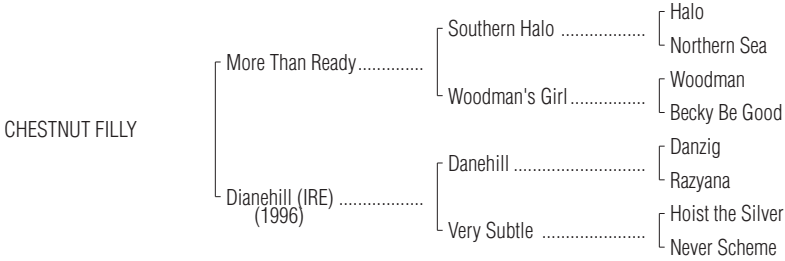 Halo
Southern Halo ...................
Northern Sea
More Than Ready..............
Woodman
Woodman's Girl.................
Becky Be Good
CHESTNUT FILLY
Danzig
Danehill ............................
Razyana
Dianehill (IRE) ..................
(1996)
Hoist the Silver
Very Subtle ......................
Never Scheme